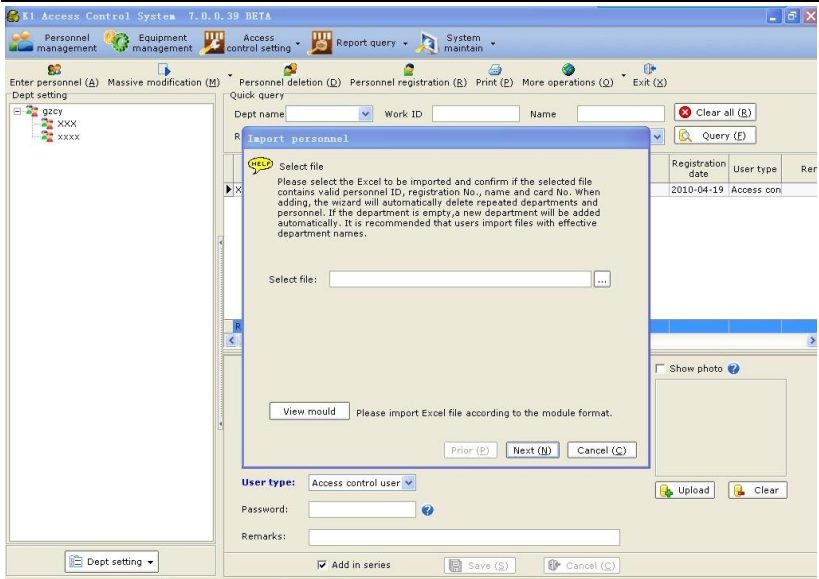 K1 Access Control System 7.0.0.39 BETA
Personnel management
Equipment management
Access control setting
Report query
System maintain
Enter personnel (A)
Massive modification (M)
Personnel deletion (D)
Personnel registration (R)
Print (P)
More operations (O)
Exit (X)
Dept setting
gzcy
XXX
xxxx
Quick query
Dept name
Work ID
Name
Clear all (R)
R
Query (F)
Registration date
User type
Rer
X
2010-04-19
Access con
R
Import personnel
HELP
Select file
Please select the Excel to be imported and confirm if the selected file
contains valid personnel ID, registration No., name and card No. When
adding, the wizard will automatically delete repeated departments and
personnel. If the department is empty,a new department will be added
automatically. It is recommended that users import files with effective
department names.
Select file:
...
View mould
Please import Excel file according to the module format.
Prior (P)
Next (N)
Cancel (C)
Show photo
Upload
Clear
User type:
Access control user
Password:
Remarks:
Dept setting
Add in series
Save (S)
Cancel (C)